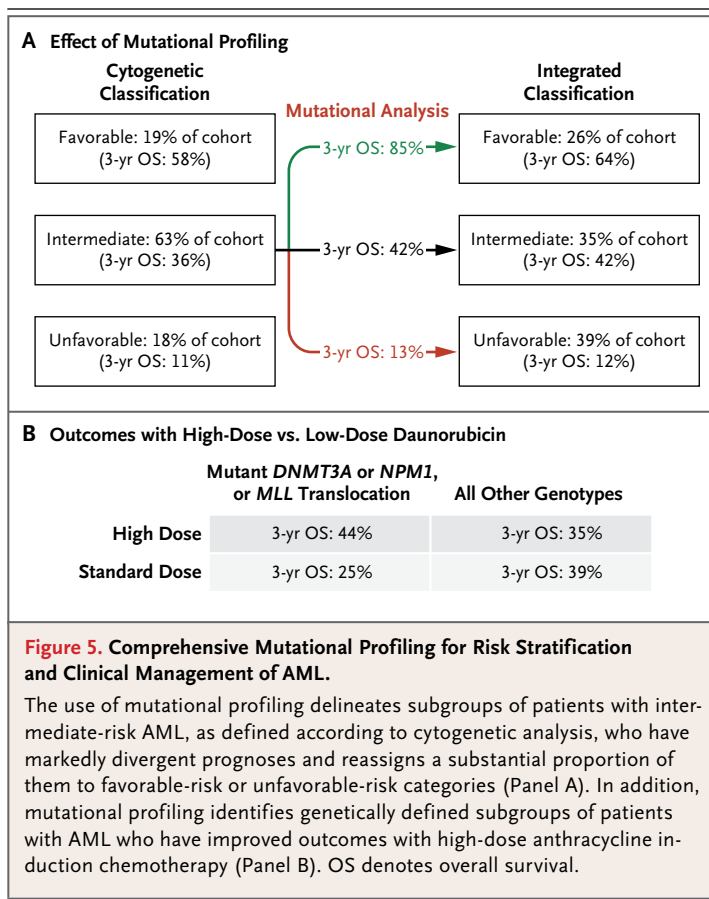 A Effect of Mutational Profiling
Cytogenetic
Classification
Integrated
Classification
Mutational Analysis
Favorable: 19% of cohort
(3-yr OS: 58%)
3-yr OS: 85%
Favorable: 26% of cohort
(3-yr OS: 64%)
Intermediate: 63% of cohort
(3-yr OS: 36%)
3-yr OS: 42%
Intermediate: 35% of cohort
(3-yr OS: 42%)
Unfavorable: 18% of cohort
(3-yr OS: 11%)
3-yr OS: 13%
Unfavorable: 39% of cohort
(3-yr OS: 12%)
B Outcomes with High-Dose vs. Low-Dose Daunorubicin
Mutant DNMT3A or NPM1,
or MLL Translocation
All Other Genotypes
High Dose 3-yr OS: 44% 3-yr OS: 35%
Standard Dose 3-yr OS: 25% 3-yr OS: 39%
Figure 5. Comprehensive Mutational Profiling for Risk Stratification
and Clinical Management of AML.
The use of mutational profiling delineates subgroups of patients with inter-
mediate-risk AML, as defined according to cytogenetic analysis, who have
markedly divergent prognoses and reassigns a substantial proportion of
them to favorable-risk or unfavorable-risk categories (Panel A). In addition,
mutational profiling identifies genetically defined subgroups of patients
with AML who have improved outcomes with high-dose anthracycline in-
duction chemotherapy (Panel B). OS denotes overall survival.